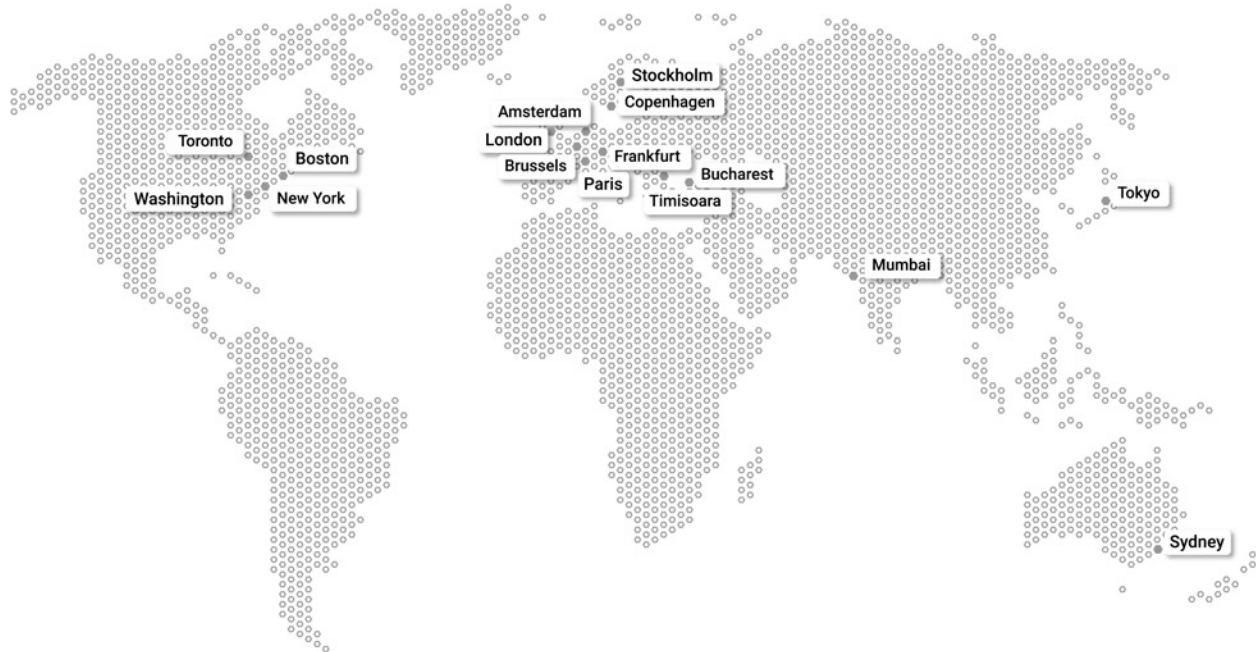 Stockholm
Copenhagen
Amsterdam
London
Toronto
Boston
Brussels
Frankfurt
Bucharest
Paris
Washington
New York
Timisoara
Tokyo
Mumbai
Sydney